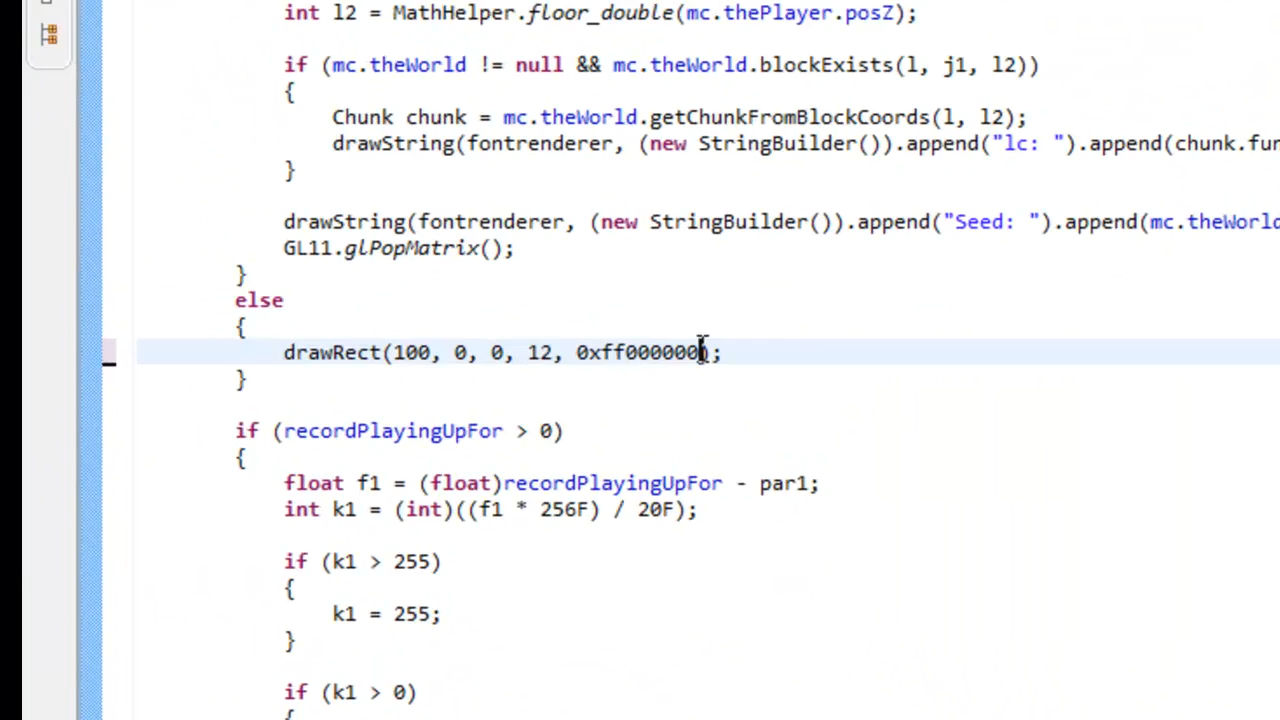 int l2 = MathHelper.floor_double(mc.thePlayer.posZ);
if (mc.theWorld != null && mc.theWorld.blockExists(l, j1, l2))
{
Chunk chunk = mc.theWorld.getChunkFromBlockCoords(l, l2);
drawString(fontrenderer, (new StringBuilder()).append("lc: ").append(chunk.fun
}
drawString(fontrenderer, (new StringBuilder()).append("Seed: ").append(mc.theWorld
GL11.glPopMatrix();
}
else
{
drawRect(100, 0, 0, 12, 0xff000000);
}
if (recordPlayingUpFor > 0)
{
float f1 = (float)recordPlayingUpFor - par1;
int k1 = (int)((f1 * 256F) / 20F);
if (k1 > 255)
{
k1 = 255;
}
if (k1 > 0)
{